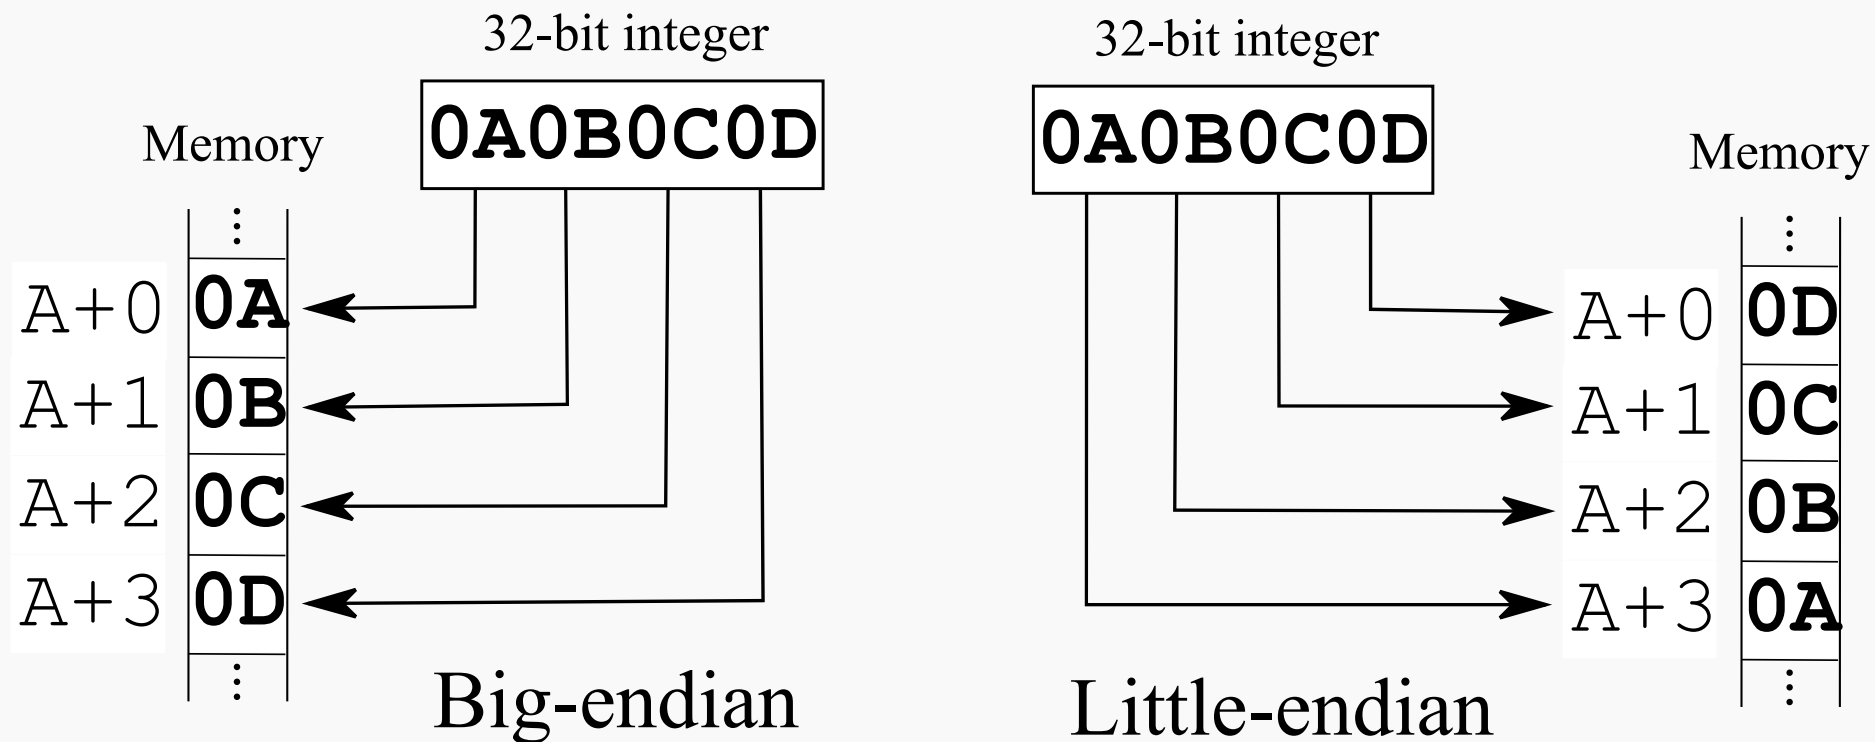 32-bit integer
0A0B0C0D
Memory
⋮
A+0 0A
A+1 0B
A+2 0C
A+3 0D
⋮
Big-endian
32-bit integer
0A0B0C0D
Memory
⋮
A+0 0D
A+1 0C
A+2 0B
A+3 0A
⋮
Little-endian